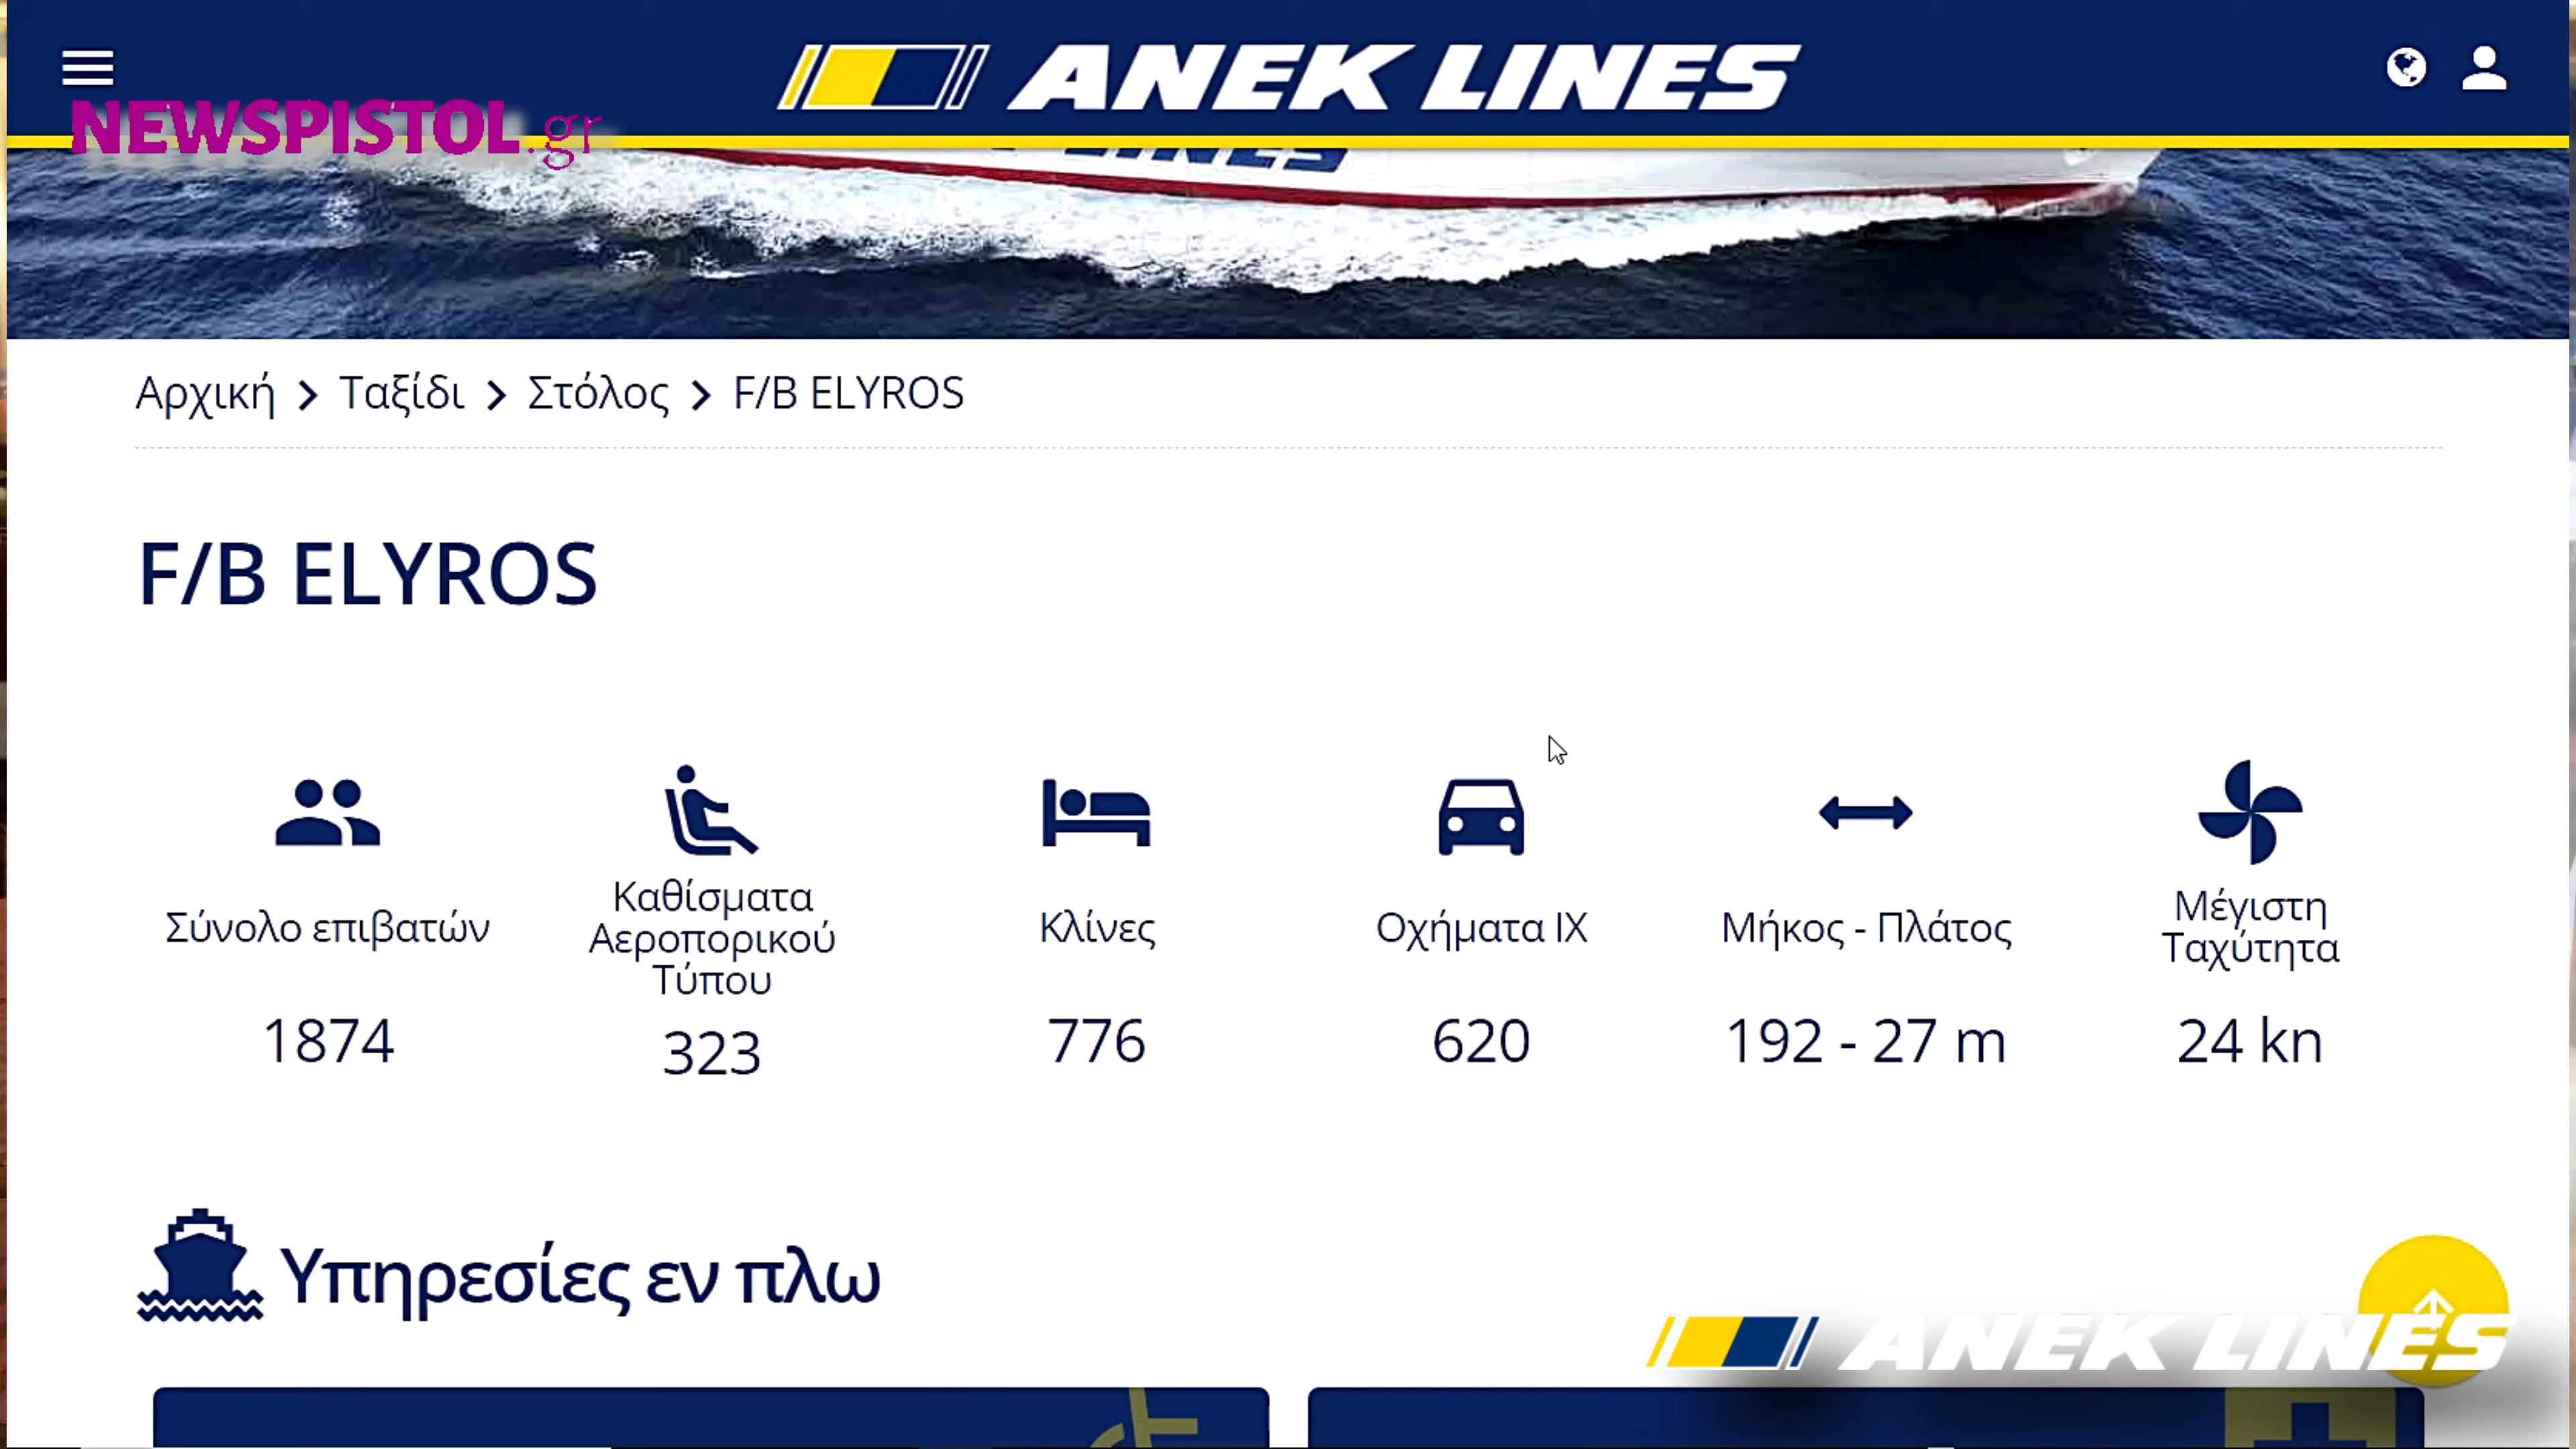 ANEK LINES
NEWSPISTOL.gr
LINES
Αρχική > Ταξίδι > Στόλος > F/B ELYROS
F/B ELYROS
Σύνολο επιβατών
1874
Καθίσματα
Αεροπορικού
Τύπου
323
Κλίνες
776
Οχήματα ΙΧ
620
Μήκος - Πλάτος
192 - 27 m
Μέγιστη
Ταχύτητα
24 kn
Υπηρεσίες εν πλω
ANEK LINES